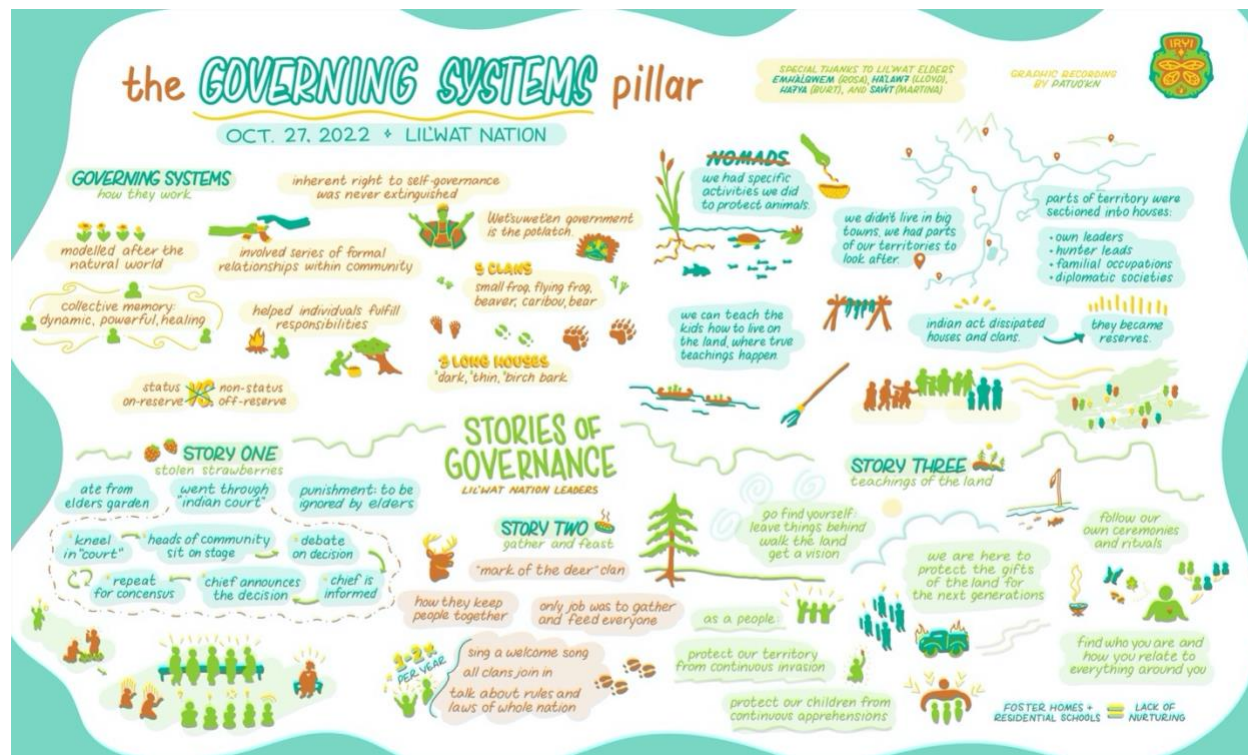 the GOVERNING SYSTEMS pillar
OCT. 27, 2022 + LIL'WAT NATION
SPECIAL THANKS TO LIL'WAT ELDERS
EMHALQWEM (ROSA), HA'LAW7 (LLOYD),
HA7YA (BURT), AND SAWT (MARTINA)
GRAPHIC RECORDING
BY PATUO'KN
IRYI
GOVERNING SYSTEMS
how they work
inherent right to self-governance
was never extinguished
modelled after the
natural world
involved series of formal
relationships within community
Wet'suwet'en government
is the potlatch.
collective memory:
dynamic, powerful, healing
helped individuals fulfill
responsibilities
5 CLANS
small frog, flying frog,
beaver, caribou, bear
3 LONG HOUSES
'dark,' 'thin,' 'birch bark
status
on-reserve
VS
non-status
off-reserve
NOMADS
we had specific
activities we did
to protect animals.
we didn't live in big
towns. we had parts
of our territories to
look after.
parts of territory were
sectioned into houses:
• own leaders
• hunter leads
• familial occupations
• diplomatic societies
we can teach the
kids how to live on
the land, where true
teachings happen.
indian act dissipated
houses and clans.
they became
reserves.
STORIES OF
GOVERNANCE
LIL'WAT NATION LEADERS
STORY ONE
stolen strawberries
ate from
elders garden
went through
"indian court"
punishment: to be
ignored by elders
kneel
in "court"
heads of community
sit on stage
debate
on decision
chief is
informed
chief announces
the decision
repeat
for concensus
STORY TWO
gather and feast
"mark of the deer" clan
how they keep
people together
only job was to gather
and feed everyone
1-2x
PER YEAR
sing a welcome song
all clans join in
talk about rules and
laws of whole nation
STORY THREE
teachings of the land
go find yourself:
leave things behind
walk the land
get a vision
as a people:
protect our territory
from continuous invasion
protect our children from
continuous apprehensions
we are here to
protect the gifts
of the land for
the next generations
follow our
own ceremonies
and rituals
find who you are and
how you relate to
everything around you
FOSTER HOMES +
RESIDENTIAL SCHOOLS
=
LACK OF
NURTURING